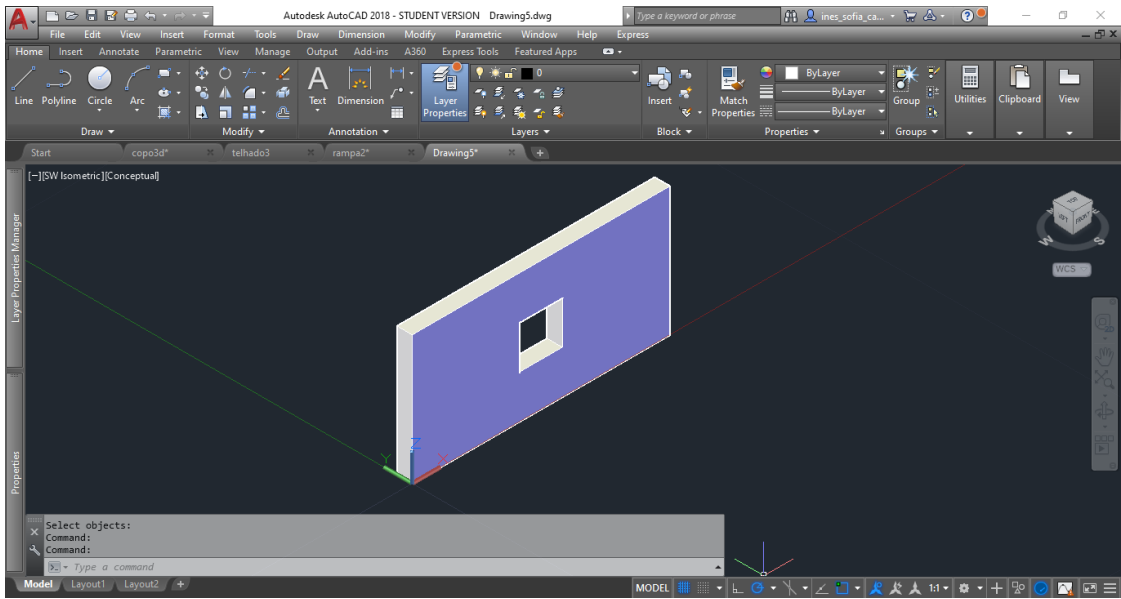 Autodesk AutoCAD 2018 - STUDENT VERSION Drawing5.dwg
Type a keyword or phrase
ines_sofia_ca...
File Edit View Insert Format Tools Draw Dimension Modify Parametric Window Help Express
Home Insert Annotate Parametric View Manage Output Add-ins A360 Express Tools Featured Apps
Line Polyline Circle Arc
Text Dimension
Layer Properties
0
Insert
Match Properties
ByLayer
ByLayer
ByLayer
Group
Utilities
Clipboard
View
Draw Modify Annotation Layers Block Properties Groups
Start copo3d* telhado3 rampa2* Drawing5*
[−][SW Isometric][Conceptual]
TOP
W
S
WCS
Layer Properties Manager
Properties
Z
Y
X
Select objects:
Command:
Command:
Type a command
Model Layout1 Layout2 +
MODEL
1:1